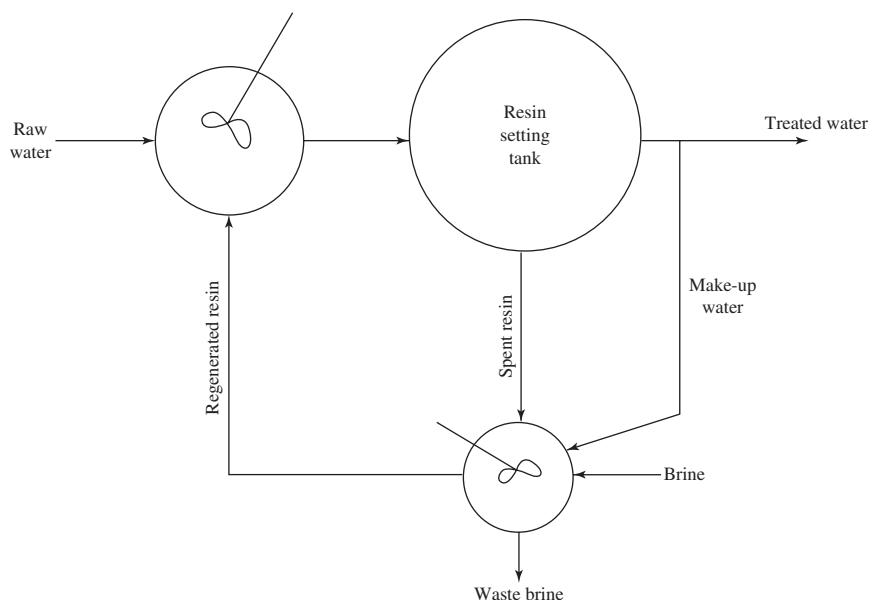 Raw
water
Resin
setting
tank
Treated water
Make-up
water
Regenerated resin
Spent resin
Brine
Waste brine